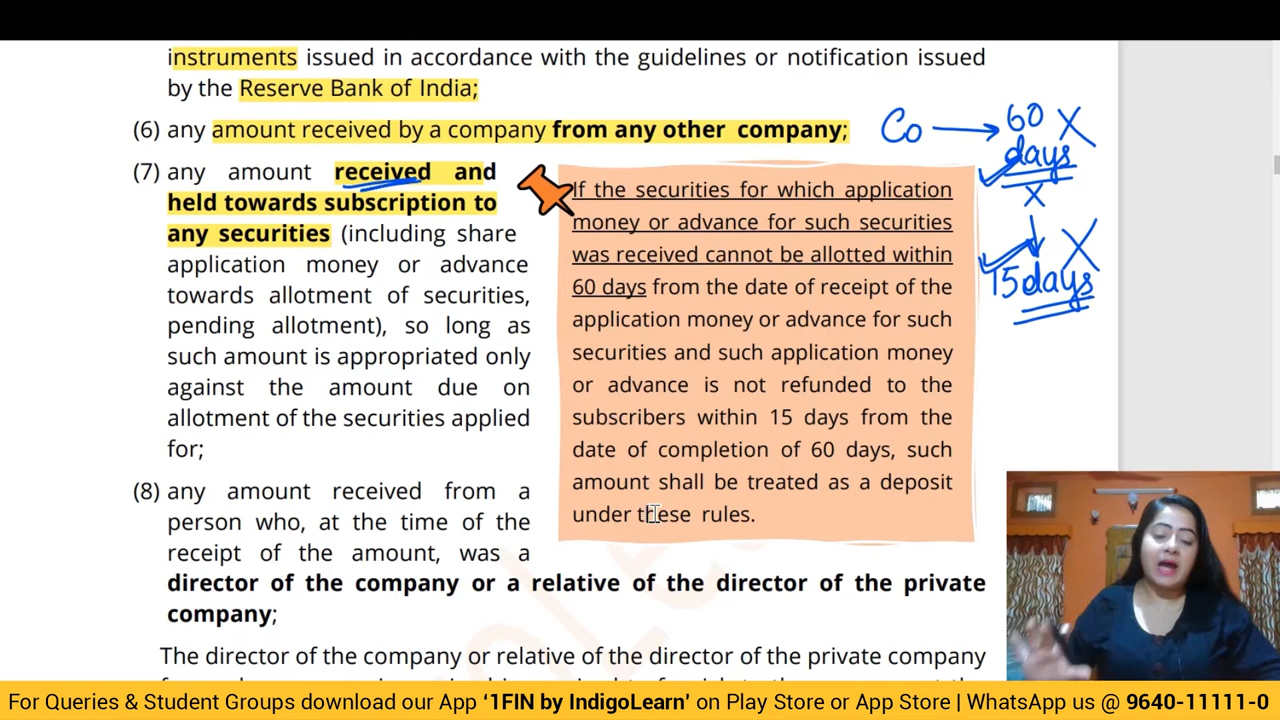 instruments issued in accordance with the guidelines or notification issued
by the Reserve Bank of India;
(6) any amount received by a company from any other company;
Co → 60 X
days
X
15 days X
(7) any amount received and
held towards subscription to
any securities (including share
application money or advance
towards allotment of securities,
pending allotment), so long as
such amount is appropriated only
against the amount due on
allotment of the securities applied
for;
If the securities for which application
money or advance for such securities
was received cannot be allotted within
60 days from the date of receipt of the
application money or advance for such
securities and such application money
or advance is not refunded to the
subscribers within 15 days from the
date of completion of 60 days, such
amount shall be treated as a deposit
under these rules.
(8) any amount received from a
person who, at the time of the
receipt of the amount, was a
director of the company or a relative of the director of the private
company;
The director of the company or relative of the director of the private company
For Queries & Student Groups download our App ‘1FIN by IndigoLearn’ on Play Store or App Store | WhatsApp us @ 9640-11111-0